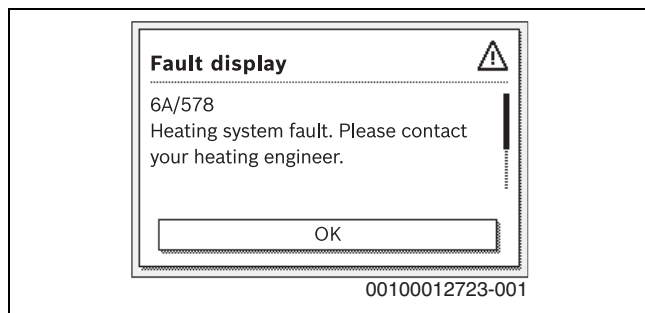 Fault display
6A/578
Heating system fault. Please contact
your heating engineer.
OK
00100012723-001